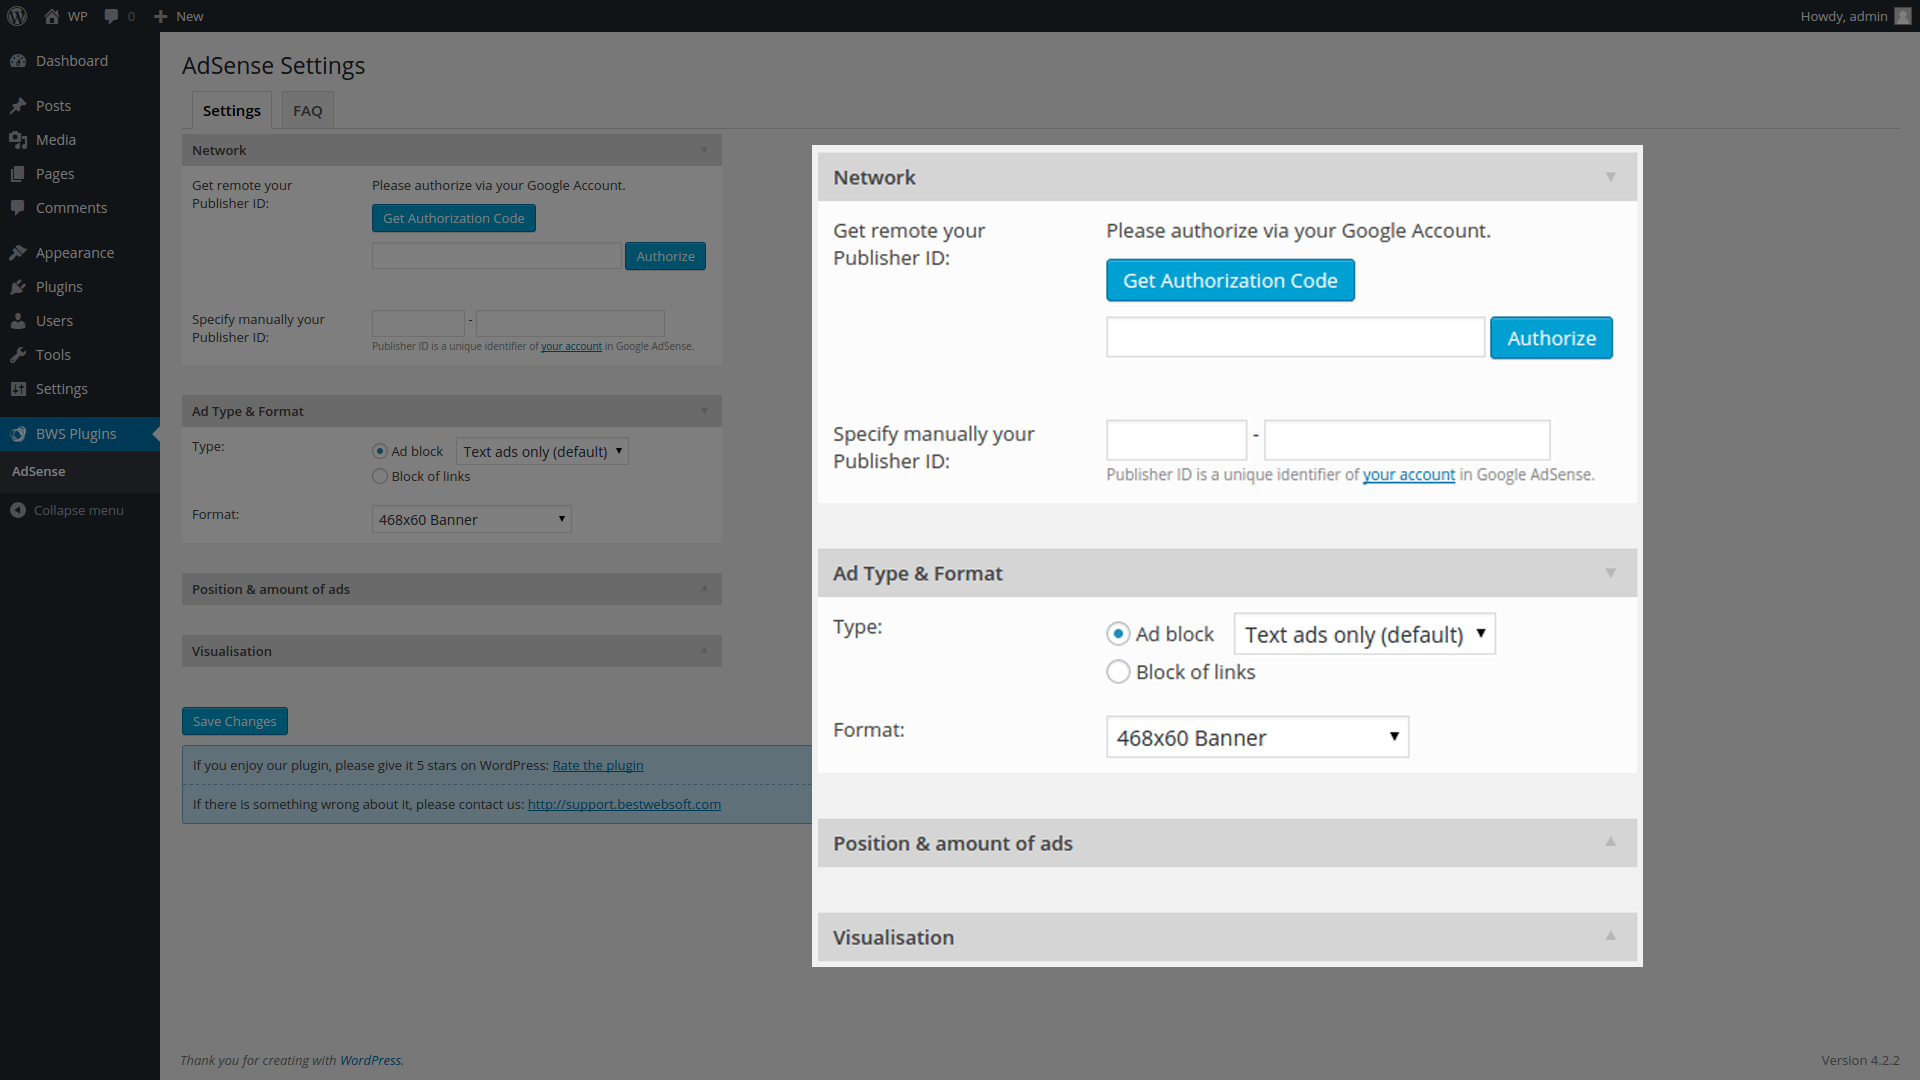 WP 0 New Howdy, admin
Dashboard
Posts
Media
Pages
Comments
Appearance
Plugins
Users
Tools
Settings
BWS Plugins
AdSense
Collapse menu
AdSense Settings
Settings FAQ
Network
Get remote your
Publisher ID:
Please authorize via your Google Account.
Get Authorization Code
Authorize
Specify manually your
Publisher ID:
-
Publisher ID is a unique identifier of your account in Google AdSense.
Ad Type & Format
Type:
Ad block Text ads only (default)
Block of links
Format:
468x60 Banner
Position & amount of ads
Visualisation
Save Changes
If you enjoy our plugin, please give it 5 stars on WordPress: Rate the plugin
If there is something wrong about it, please contact us: http://support.bestwebsoft.com
Network
Get remote your
Publisher ID:
Please authorize via your Google Account.
Get Authorization Code
Authorize
Specify manually your
Publisher ID:
-
Publisher ID is a unique identifier of your account in Google AdSense.
Ad Type & Format
Type:
Ad block Text ads only (default)
Block of links
Format:
468x60 Banner
Position & amount of ads
Visualisation
Thank you for creating with WordPress.
Version 4.2.2